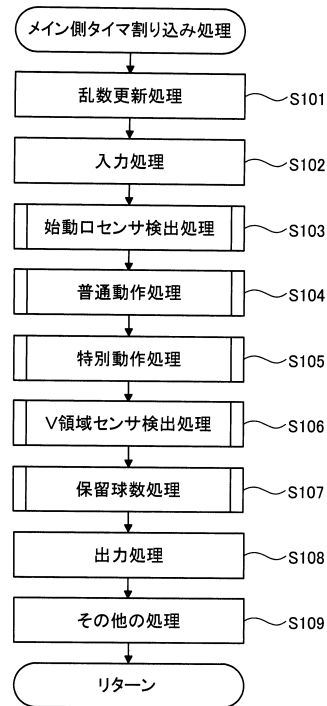 メイン側タイマ割り込み処理
乱数更新処理 S101
入力処理 S102
始動口センサ検出処理 S103
普通動作処理 S104
特別動作処理 S105
V領域センサ検出処理 S106
保留球数処理 S107
出力処理 S108
その他の処理 S109
リターン